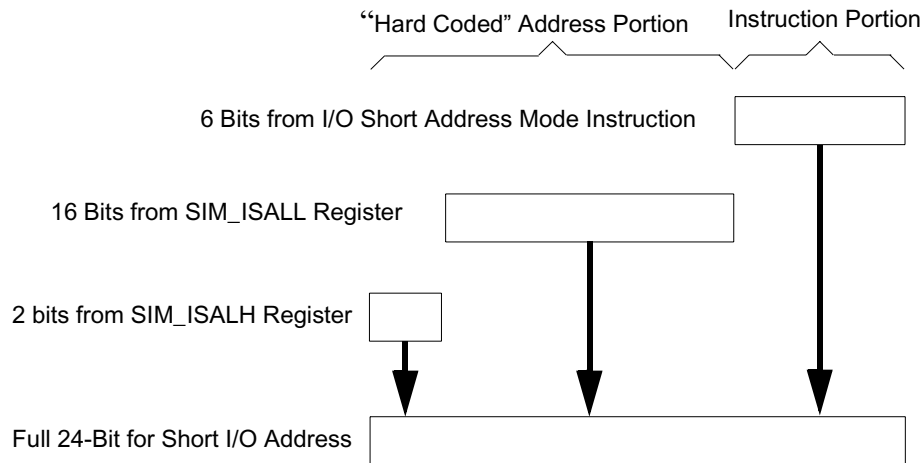 “Hard Coded” Address Portion
Instruction Portion
6 Bits from I/O Short Address Mode Instruction
16 Bits from SIM_ISALL Register
2 bits from SIM_ISALH Register
Full 24-Bit for Short I/O Address